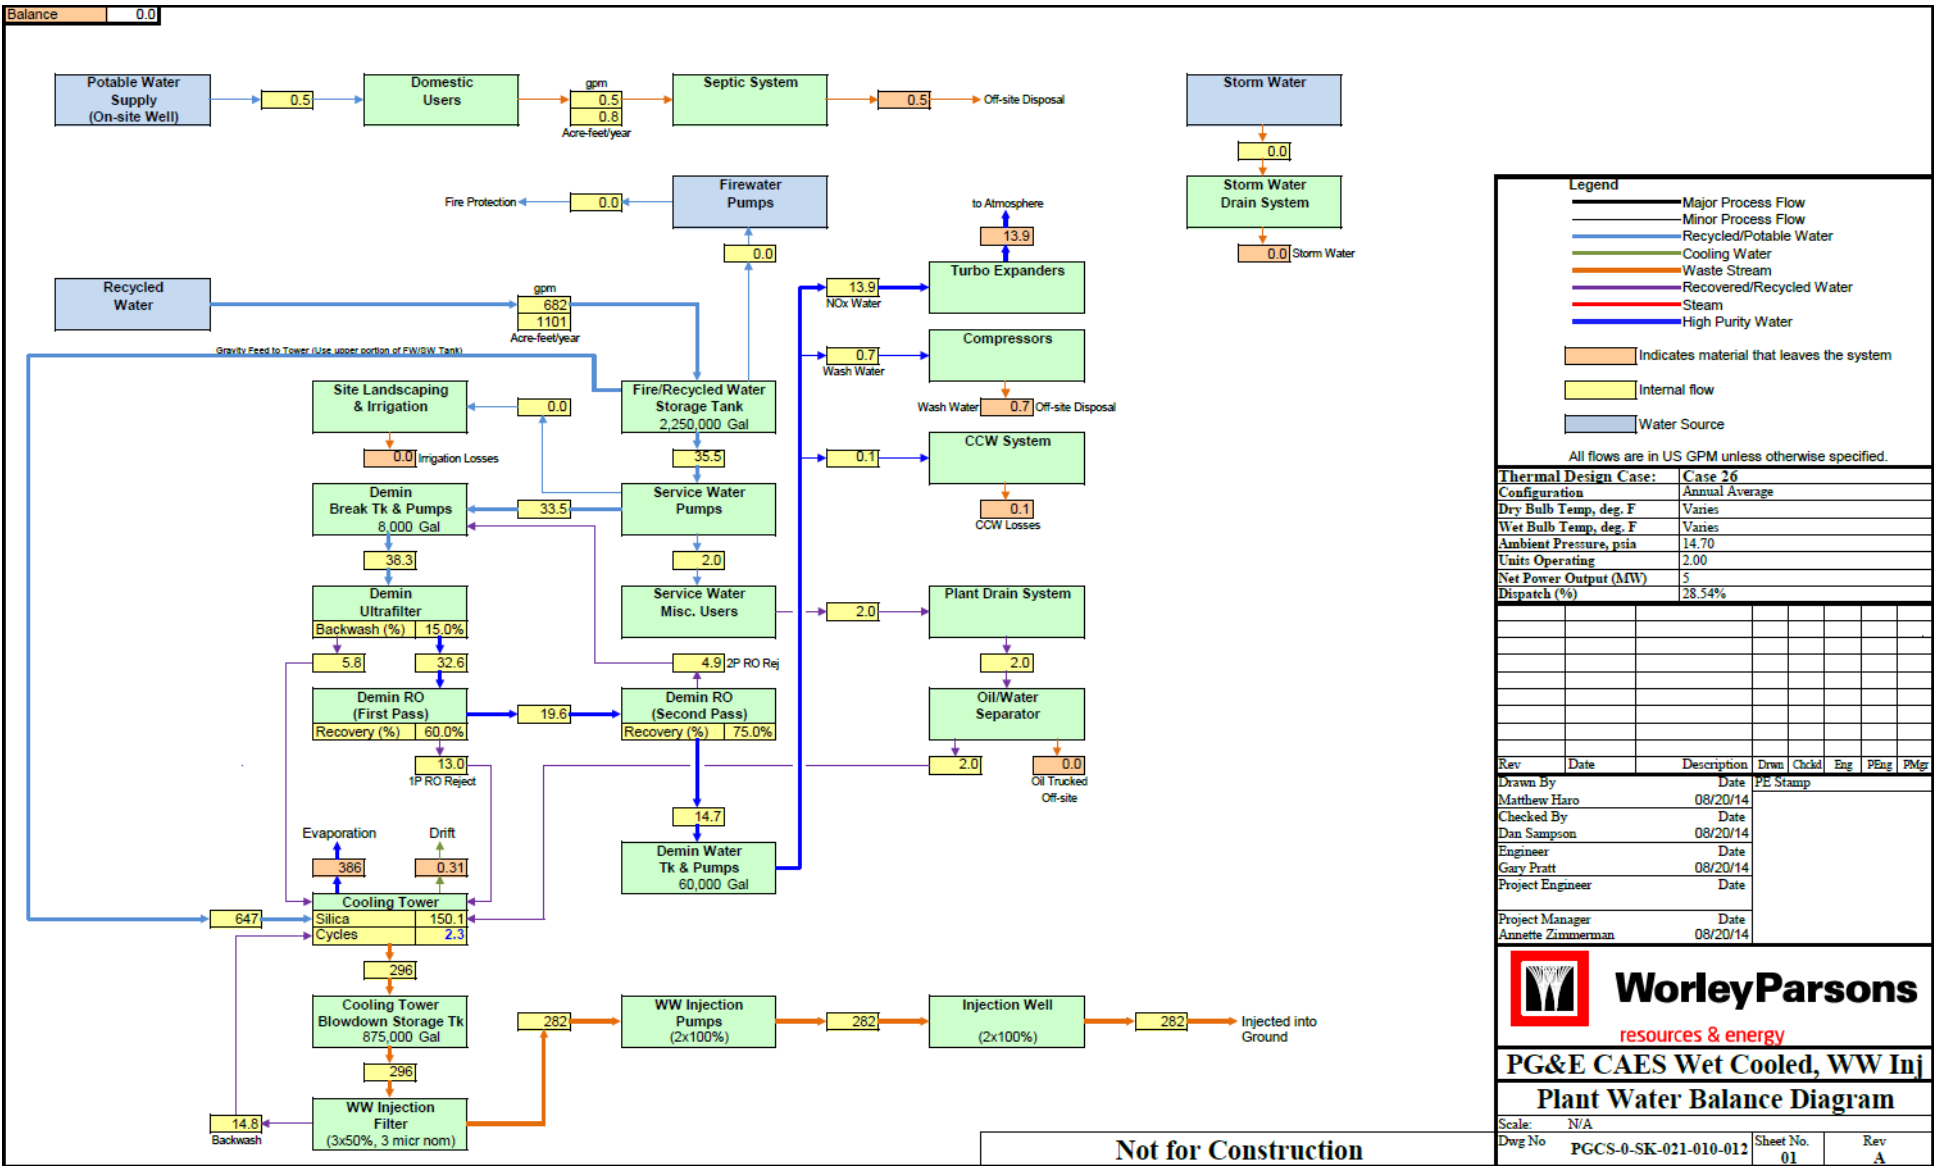 Balance 0.0
Potable Water
Supply
(On-site Well)
0.5
Domestic
Users
gpm
0.5
0.8
Acre-feet/year
Septic System
0.5
Off-site Disposal
Storm Water
0.0
Storm Water
Drain System
0.0 Storm Water
Fire Protection
0.0
Firewater
Pumps
0.0
to Atmosphere
13.9
Turbo Expanders
13.9
NOx Water
Recycled
Water
gpm
682
1101
Acre-feet/year
Gravity Feed to Tower (Use upper portion of FW/SW Tank)
Compressors
0.7
Wash Water
Wash Water 0.7 Off-site Disposal
Site Landscaping
& Irrigation
0.0
0.0 Irrigation Losses
Fire/Recycled Water
Storage Tank
2,250,000 Gal
35.5
CCW System
0.1
0.1
CCW Losses
Demin
Break Tk & Pumps
8,000 Gal
33.5
Service Water
Pumps
38.3
2.0
Demin
Ultrafilter
Backwash (%) 15.0%
Service Water
Misc. Users
2.0
Plant Drain System
5.8
32.6
4.9 2P RO Rej
2.0
Demin RO
(First Pass)
Recovery (%) 60.0%
19.6
Demin RO
(Second Pass)
Recovery (%) 75.0%
Oil/Water
Separator
13.0
1P RO Reject
2.0
0.0
Oil Trucked
Off-site
14.7
Evaporation
Drift
386
0.31
Demin Water
Tk & Pumps
60,000 Gal
647
Cooling Tower
Silica 150.1
Cycles 2.3
296
Cooling Tower
Blowdown Storage Tk
875,000 Gal
282
WW Injection
Pumps
(2x100%)
282
Injection Well
(2x100%)
282
Injected into
Ground
296
14.8
Backwash
WW Injection
Filter
(3x50%, 3 micr nom)
Not for Construction
Legend
Major Process Flow
Minor Process Flow
Recycled/Potable Water
Cooling Water
Waste Stream
Recovered/Recycled Water
Steam
High Purity Water
Indicates material that leaves the system
Internal flow
Water Source
All flows are in US GPM unless otherwise specified.
Thermal Design Case: Case 26
Configuration Annual Average
Dry Bulb Temp, deg. F Varies
Wet Bulb Temp, deg. F Varies
Ambient Pressure, psia 14.70
Units Operating 2.00
Net Power Output (MW) 5
Dispatch (%) 28.54%
Rev Date Description Drwn Chckd Eng PEng PMgr
Drawn By Date PE Stamp
Matthew Haro 08/20/14
Checked By Date
Dan Sampson 08/20/14
Engineer Date
Gary Pratt 08/20/14
Project Engineer Date
Project Manager Date
Annette Zimmerman 08/20/14
WorleyParsons
resources & energy
PG&E CAES Wet Cooled, WW Inj
Plant Water Balance Diagram
Scale: N/A
Dwg No PGCS-0-SK-021-010-012 Sheet No. 01 Rev A